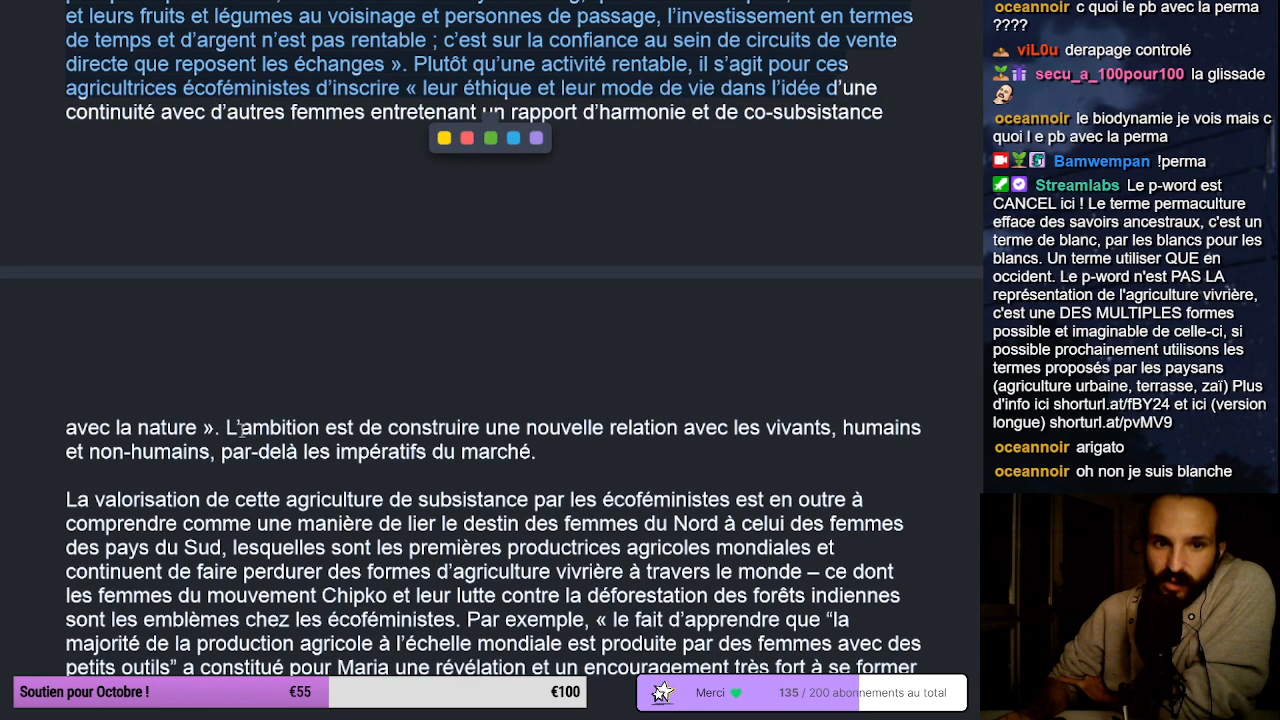 et leurs fruits et légumes au voisinage et personnes de passage, l’investissement en termes
de temps et d’argent n’est pas rentable ; c’est sur la confiance au sein de circuits de vente
directe que reposent les échanges ». Plutôt qu’une activité rentable, il s’agit pour ces
agricultrices écoféministes d’inscrire « leur éthique et leur mode de vie dans l’idée d’une
continuité avec d’autres femmes entretenant un rapport d’harmonie et de co-subsistance
avec la nature ». L’ambition est de construire une nouvelle relation avec les vivants, humains
et non-humains, par-delà les impératifs du marché.
La valorisation de cette agriculture de subsistance par les écoféministes est en outre à
comprendre comme une manière de lier le destin des femmes du Nord à celui des femmes
des pays du Sud, lesquelles sont les premières productrices agricoles mondiales et
continuent de faire perdurer des formes d’agriculture vivrière à travers le monde – ce dont
les femmes du mouvement Chipko et leur lutte contre la déforestation des forêts indiennes
sont les emblèmes chez les écoféministes. Par exemple, « le fait d’apprendre que “la
majorité de la production agricole à l’échelle mondiale est produite par des femmes avec des
petits outils” a constitué pour Maria une révélation et un encouragement très fort à se former
Soutien pour Octobre ! €55 €100
Merci 135 / 200 abonnements au total
oceannoir c quoi le pb avec la perma
????
viL0u derapage controlé
secu_a_100pour100 la glissade
oceannoir le biodynamie je vois mais c
quoi l e pb avec la perma
Bamwempan !perma
Streamlabs Le p-word est
CANCEL ici ! Le terme permaculture
efface des savoirs ancestraux, c'est un
terme de blanc, par les blancs pour les
blancs. Un terme utiliser QUE en
occident. Le p-word n'est PAS LA
représentation de l'agriculture vivrière,
c'est une DES MULTIPLES formes
possible et imaginable de celle-ci, si
possible prochainement utilisons les
termes proposés par les paysans
(agriculture urbaine, terrasse, zaï) Plus
d'info ici shorturl.at/fBY24 et ici (version
longue) shorturl.at/pvMV9
oceannoir arigato
oceannoir oh non je suis blanche